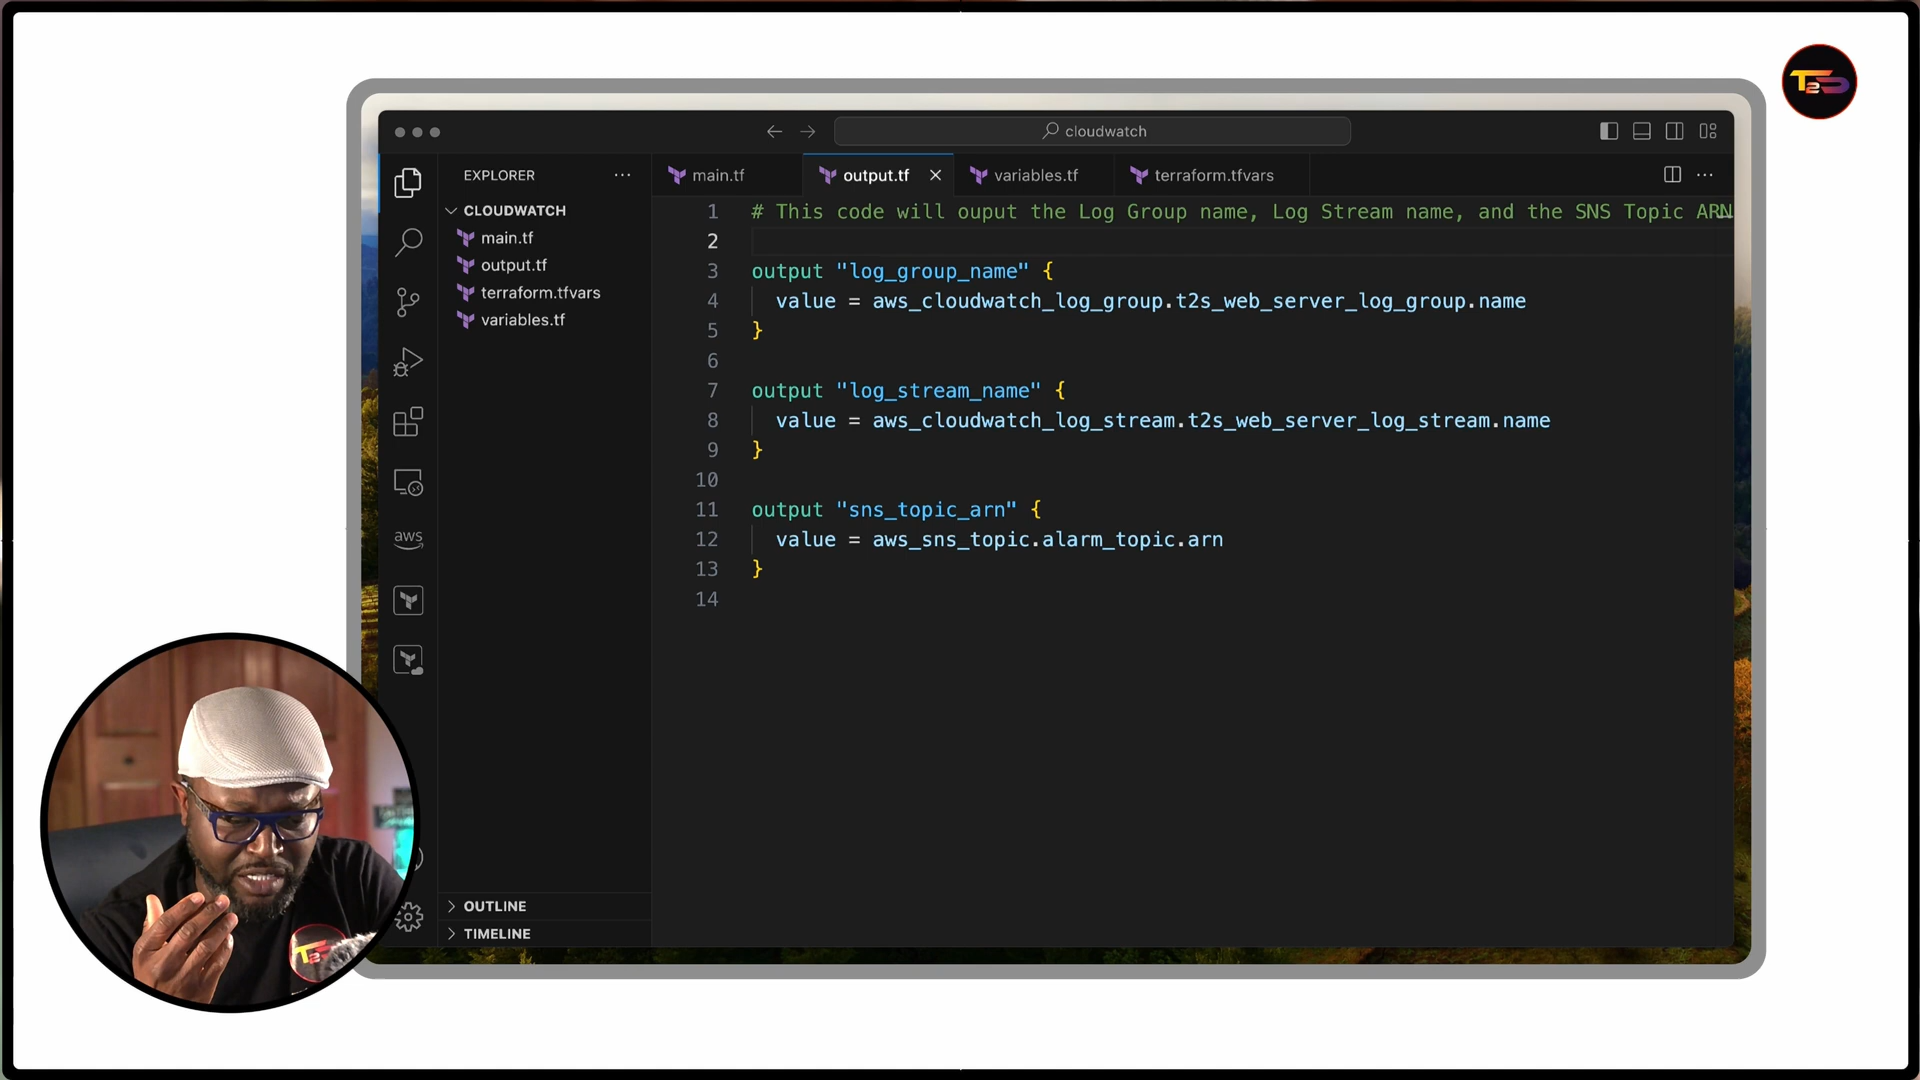 T2S
cloudwatch
EXPLORER
main.tf
output.tf
variables.tf
terraform.tfvars
CLOUDWATCH
main.tf
output.tf
terraform.tfvars
variables.tf
aws
OUTLINE
TIMELINE
1 # This code will ouput the Log Group name, Log Stream name, and the SNS Topic ARN
2
3 output "log_group_name" {
4 value = aws_cloudwatch_log_group.t2s_web_server_log_group.name
5 }
6
7 output "log_stream_name" {
8 value = aws_cloudwatch_log_stream.t2s_web_server_log_stream.name
9 }
10
11 output "sns_topic_arn" {
12 value = aws_sns_topic.alarm_topic.arn
13 }
14